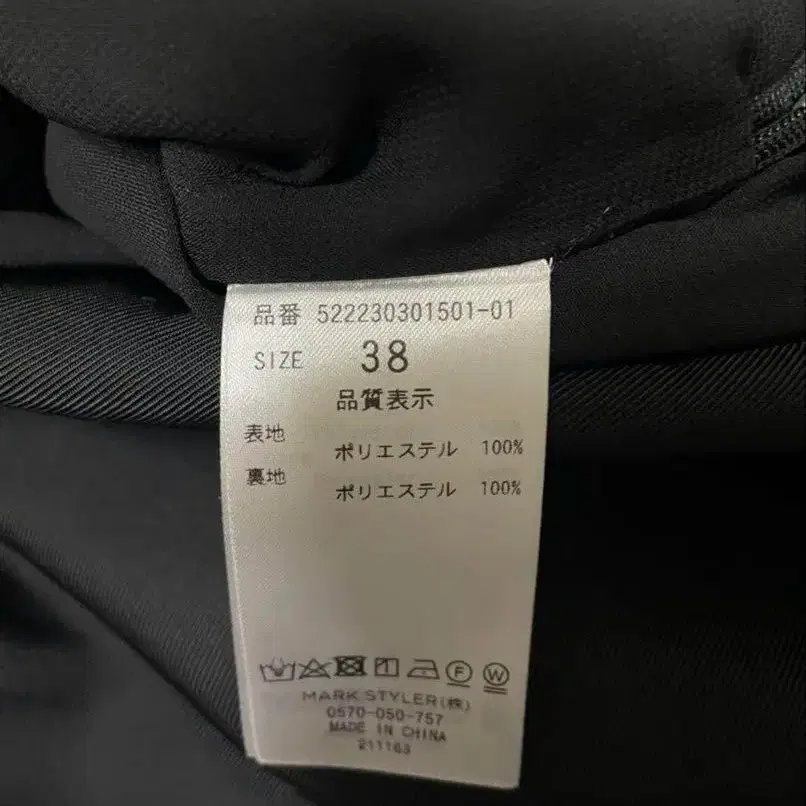 品番 522230301501-01
SIZE 38
品質表示
表地
ポリエステル 100%
裏地
ポリエステル 100%
F W
MARK STYLER(株)
0570-050-757
MADE IN CHINA
211163